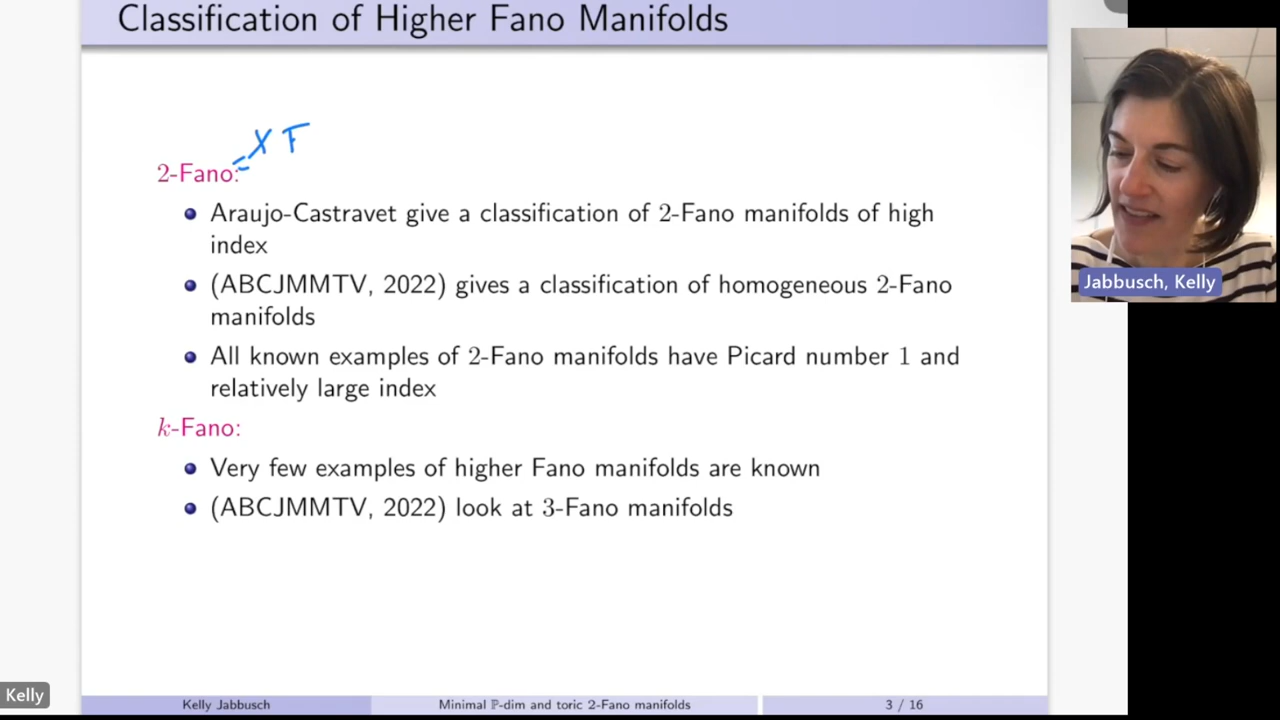 Classification of Higher Fano Manifolds
X F
2-Fano:
Araujo-Castravet give a classification of 2-Fano manifolds of high
index
(ABCJMMTV, 2022) gives a classification of homogeneous 2-Fano
manifolds
All known examples of 2-Fano manifolds have Picard number 1 and
relatively large index
k-Fano:
Very few examples of higher Fano manifolds are known
(ABCJMMTV, 2022) look at 3-Fano manifolds
Jabbusch, Kelly
Kelly
Kelly Jabbusch
Minimal ℙ-dim and toric 2-Fano manifolds
3 / 16